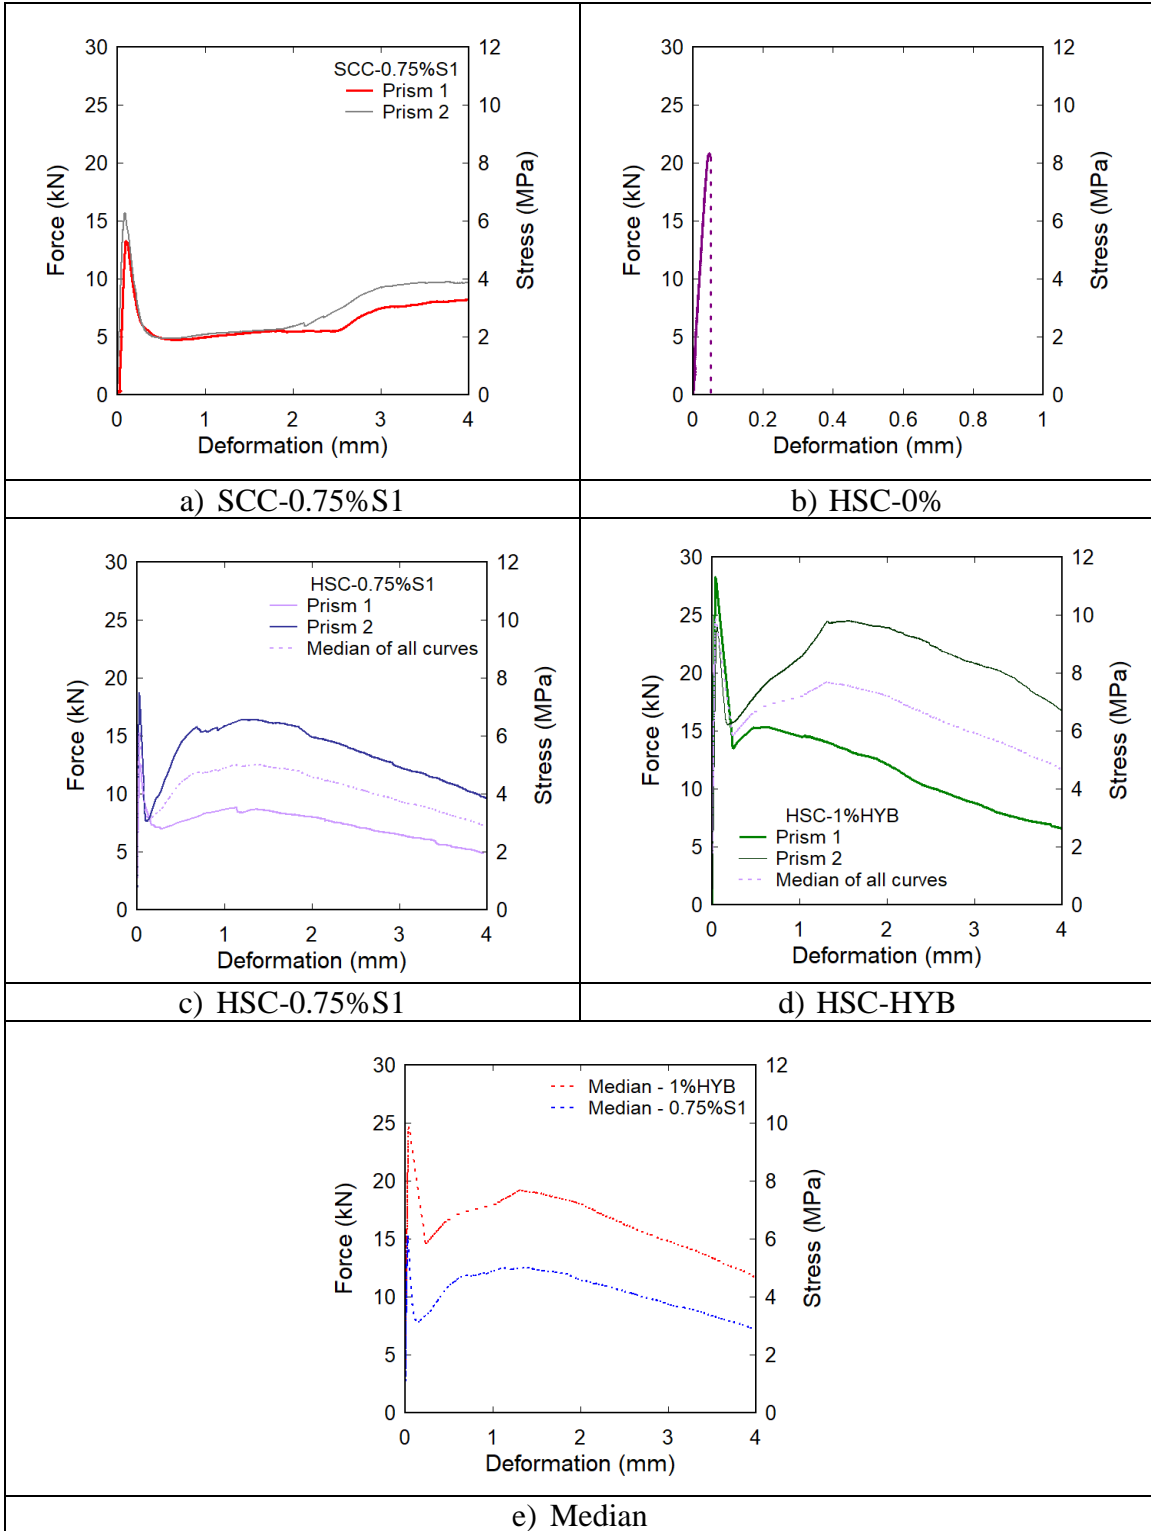 30
25
20
15
10
5
0
Force (kN)
12
10
8
6
4
2
0
Stress (MPa)
SCC-0.75%S1
Prism 1
Prism 2
0 1 2 3 4
Deformation (mm)
a) SCC-0.75%S1
30
25
20
15
10
5
0
Force (kN)
12
10
8
6
4
2
0
Stress (MPa)
0 0.2 0.4 0.6 0.8 1
Deformation (mm)
b) HSC-0%
30
25
20
15
10
5
0
Force (kN)
12
10
8
6
4
2
0
Stress (MPa)
HSC-0.75%S1
Prism 1
Prism 2
Median of all curves
0 1 2 3 4
Deformation (mm)
c) HSC-0.75%S1
30
25
20
15
10
5
0
Force (kN)
12
10
8
6
4
2
0
Stress (MPa)
HSC-1%HYB
Prism 1
Prism 2
Median of all curves
0 1 2 3 4
Deformation (mm)
d) HSC-HYB
30
25
20
15
10
5
0
Force (kN)
12
10
8
6
4
2
0
Stress (MPa)
Median - 1%HYB
Median - 0.75%S1
0 1 2 3 4
Deformation (mm)
e) Median